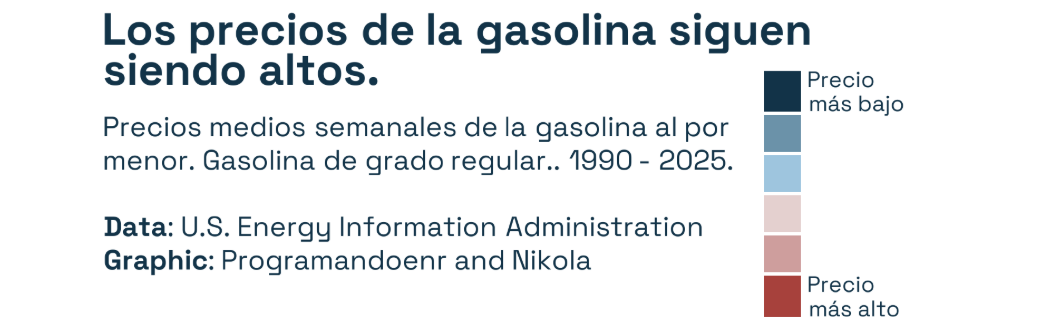 Los precios de la gasolina siguen
siendo altos.
Precios medios semanales de la gasolina al por
menor. Gasolina de grado regular.. 1990 - 2025.
Data: U.S. Energy Information Administration
Graphic: Programandoenr and Nikola
Precio
más bajo
Precio
más alto